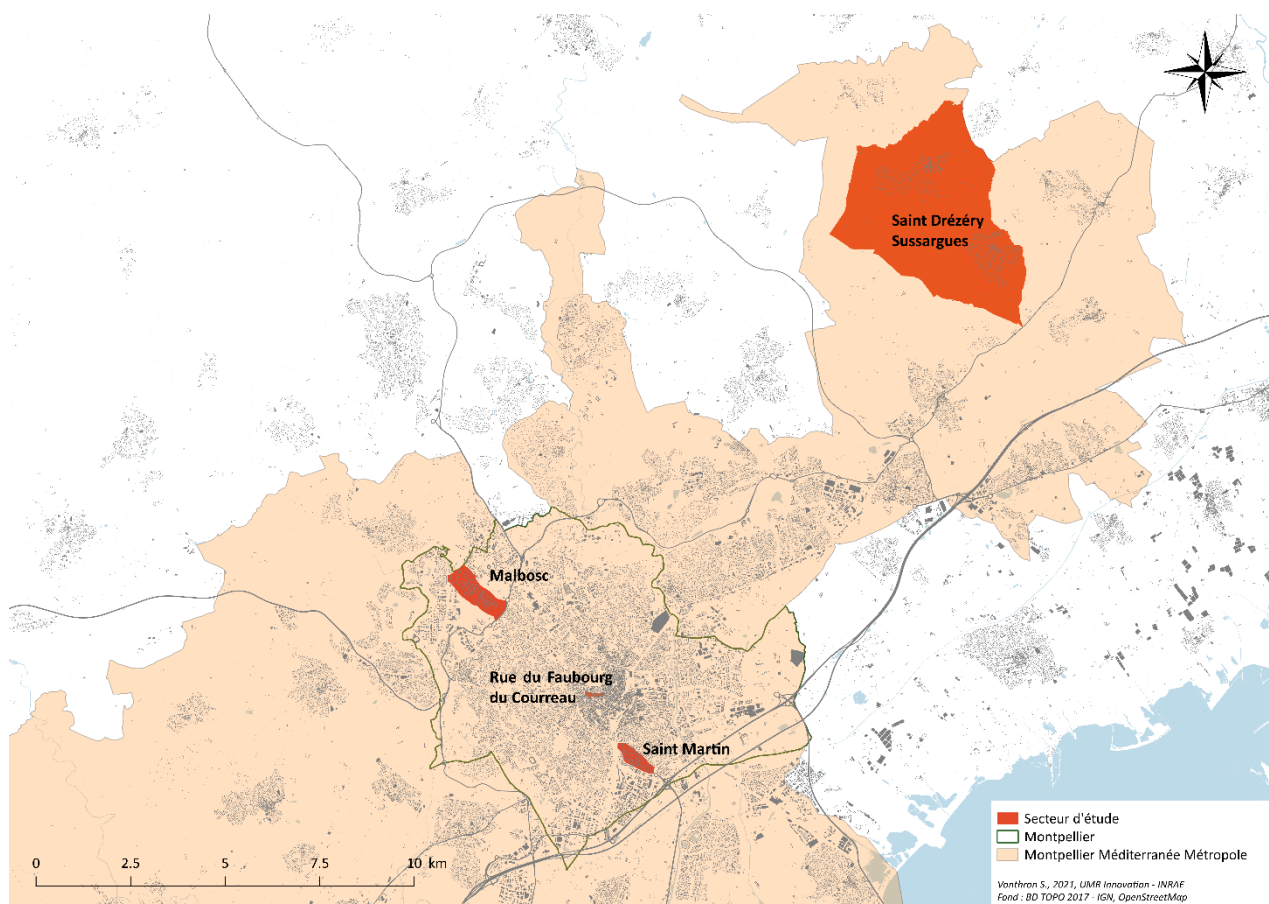 Saint Drézéry
Sussargues
Malbosc
Rue du Faubourg
du Courreau
Saint Martin
Secteur d'étude
Montpellier
Montpellier Méditerranée Métropole
0 2.5 5 7.5 10 km
Vonthron S., 2021, UMR Innovation - INRAE
Fond : BD TOPO 2017 - IGN, OpenStreetMap